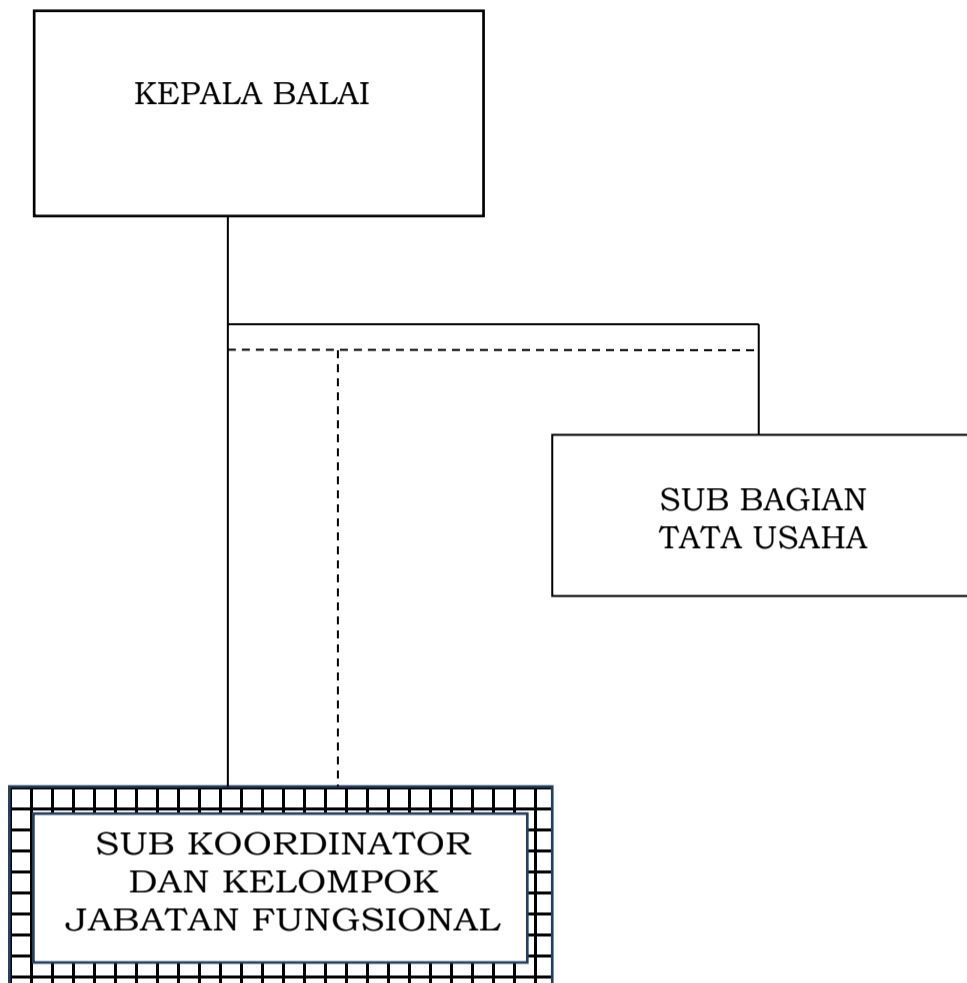 KEPALA BALAI
SUB BAGIAN
TATA USAHA
SUB KOORDINATOR
DAN KELOMPOK
JABATAN FUNGSIONAL